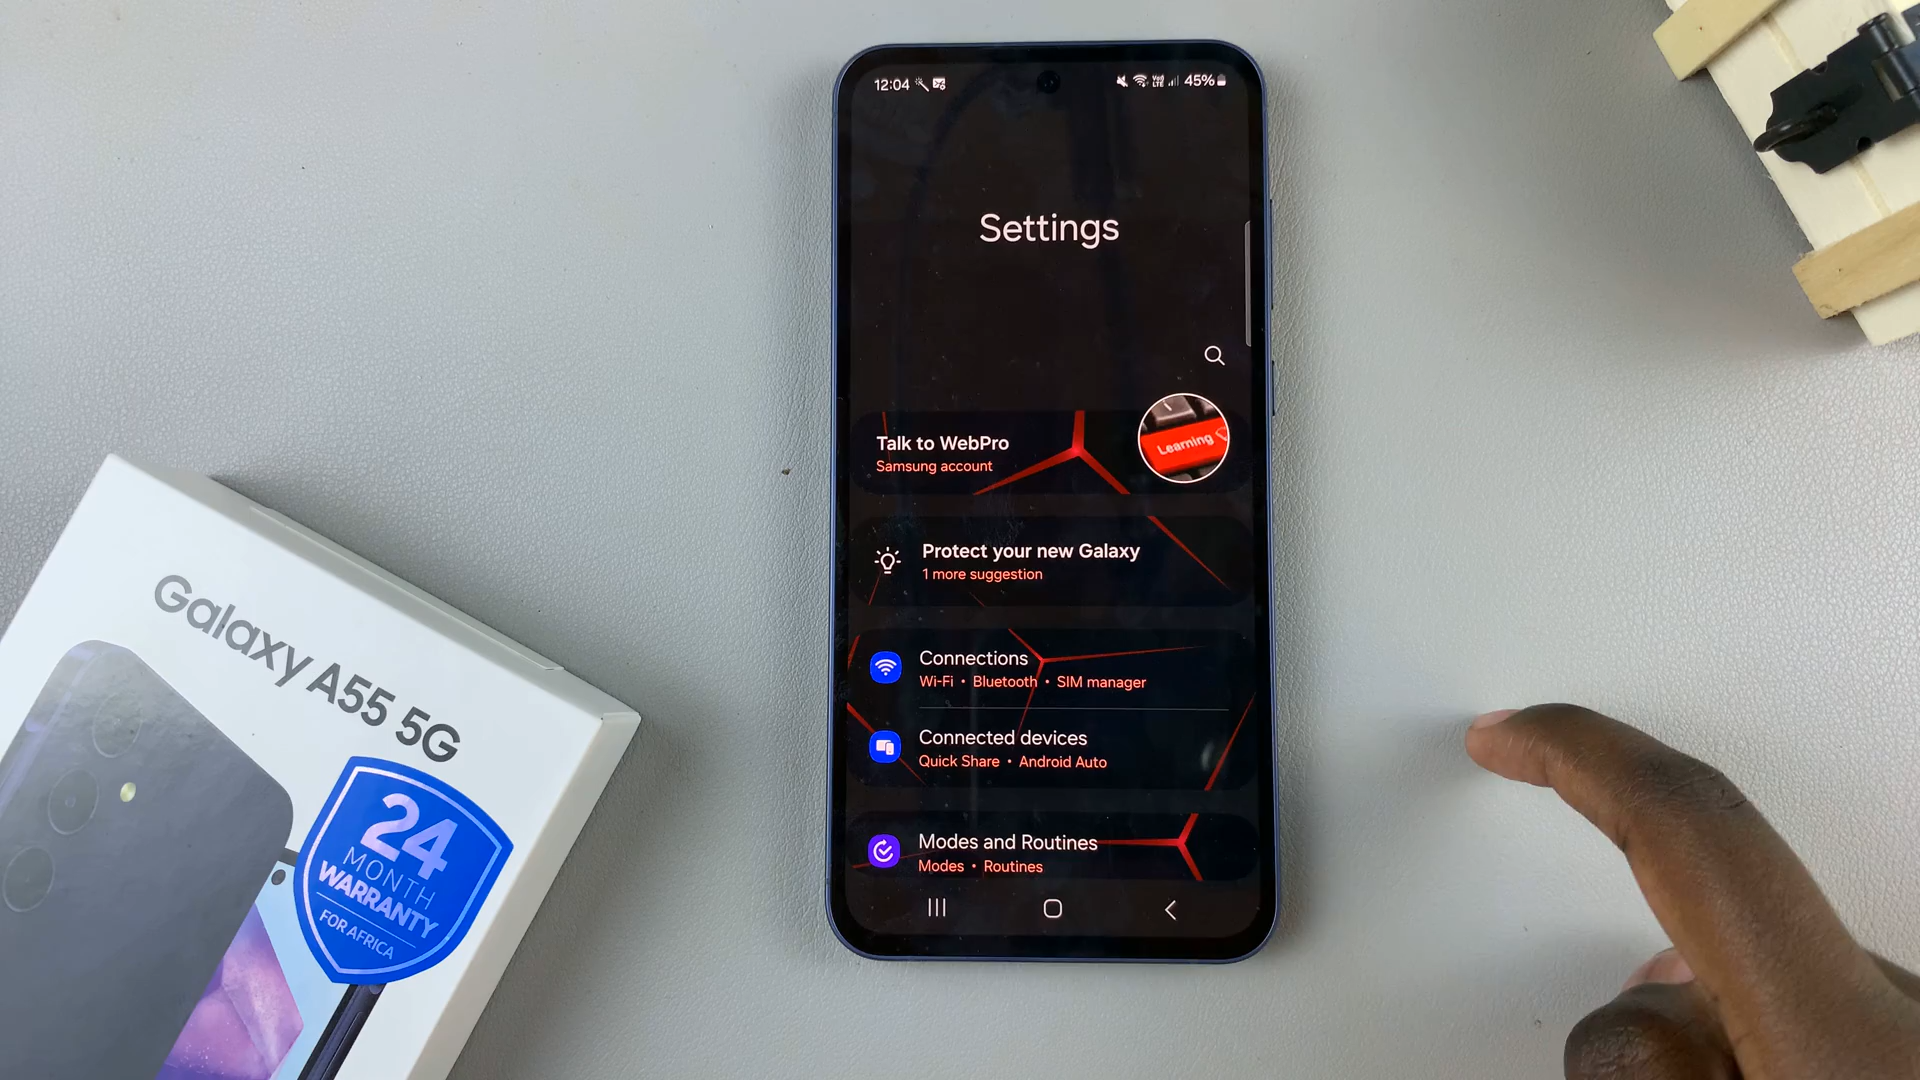 12:04
45%
Settings
Talk to WebPro
Samsung account
Learning
Protect your new Galaxy
1 more suggestion
Connections
Wi-Fi • Bluetooth • SIM manager
Connected devices
Quick Share • Android Auto
Modes and Routines
Modes • Routines
Galaxy A55 5G
24
MONTH
WARRANTY
FOR AFRICA